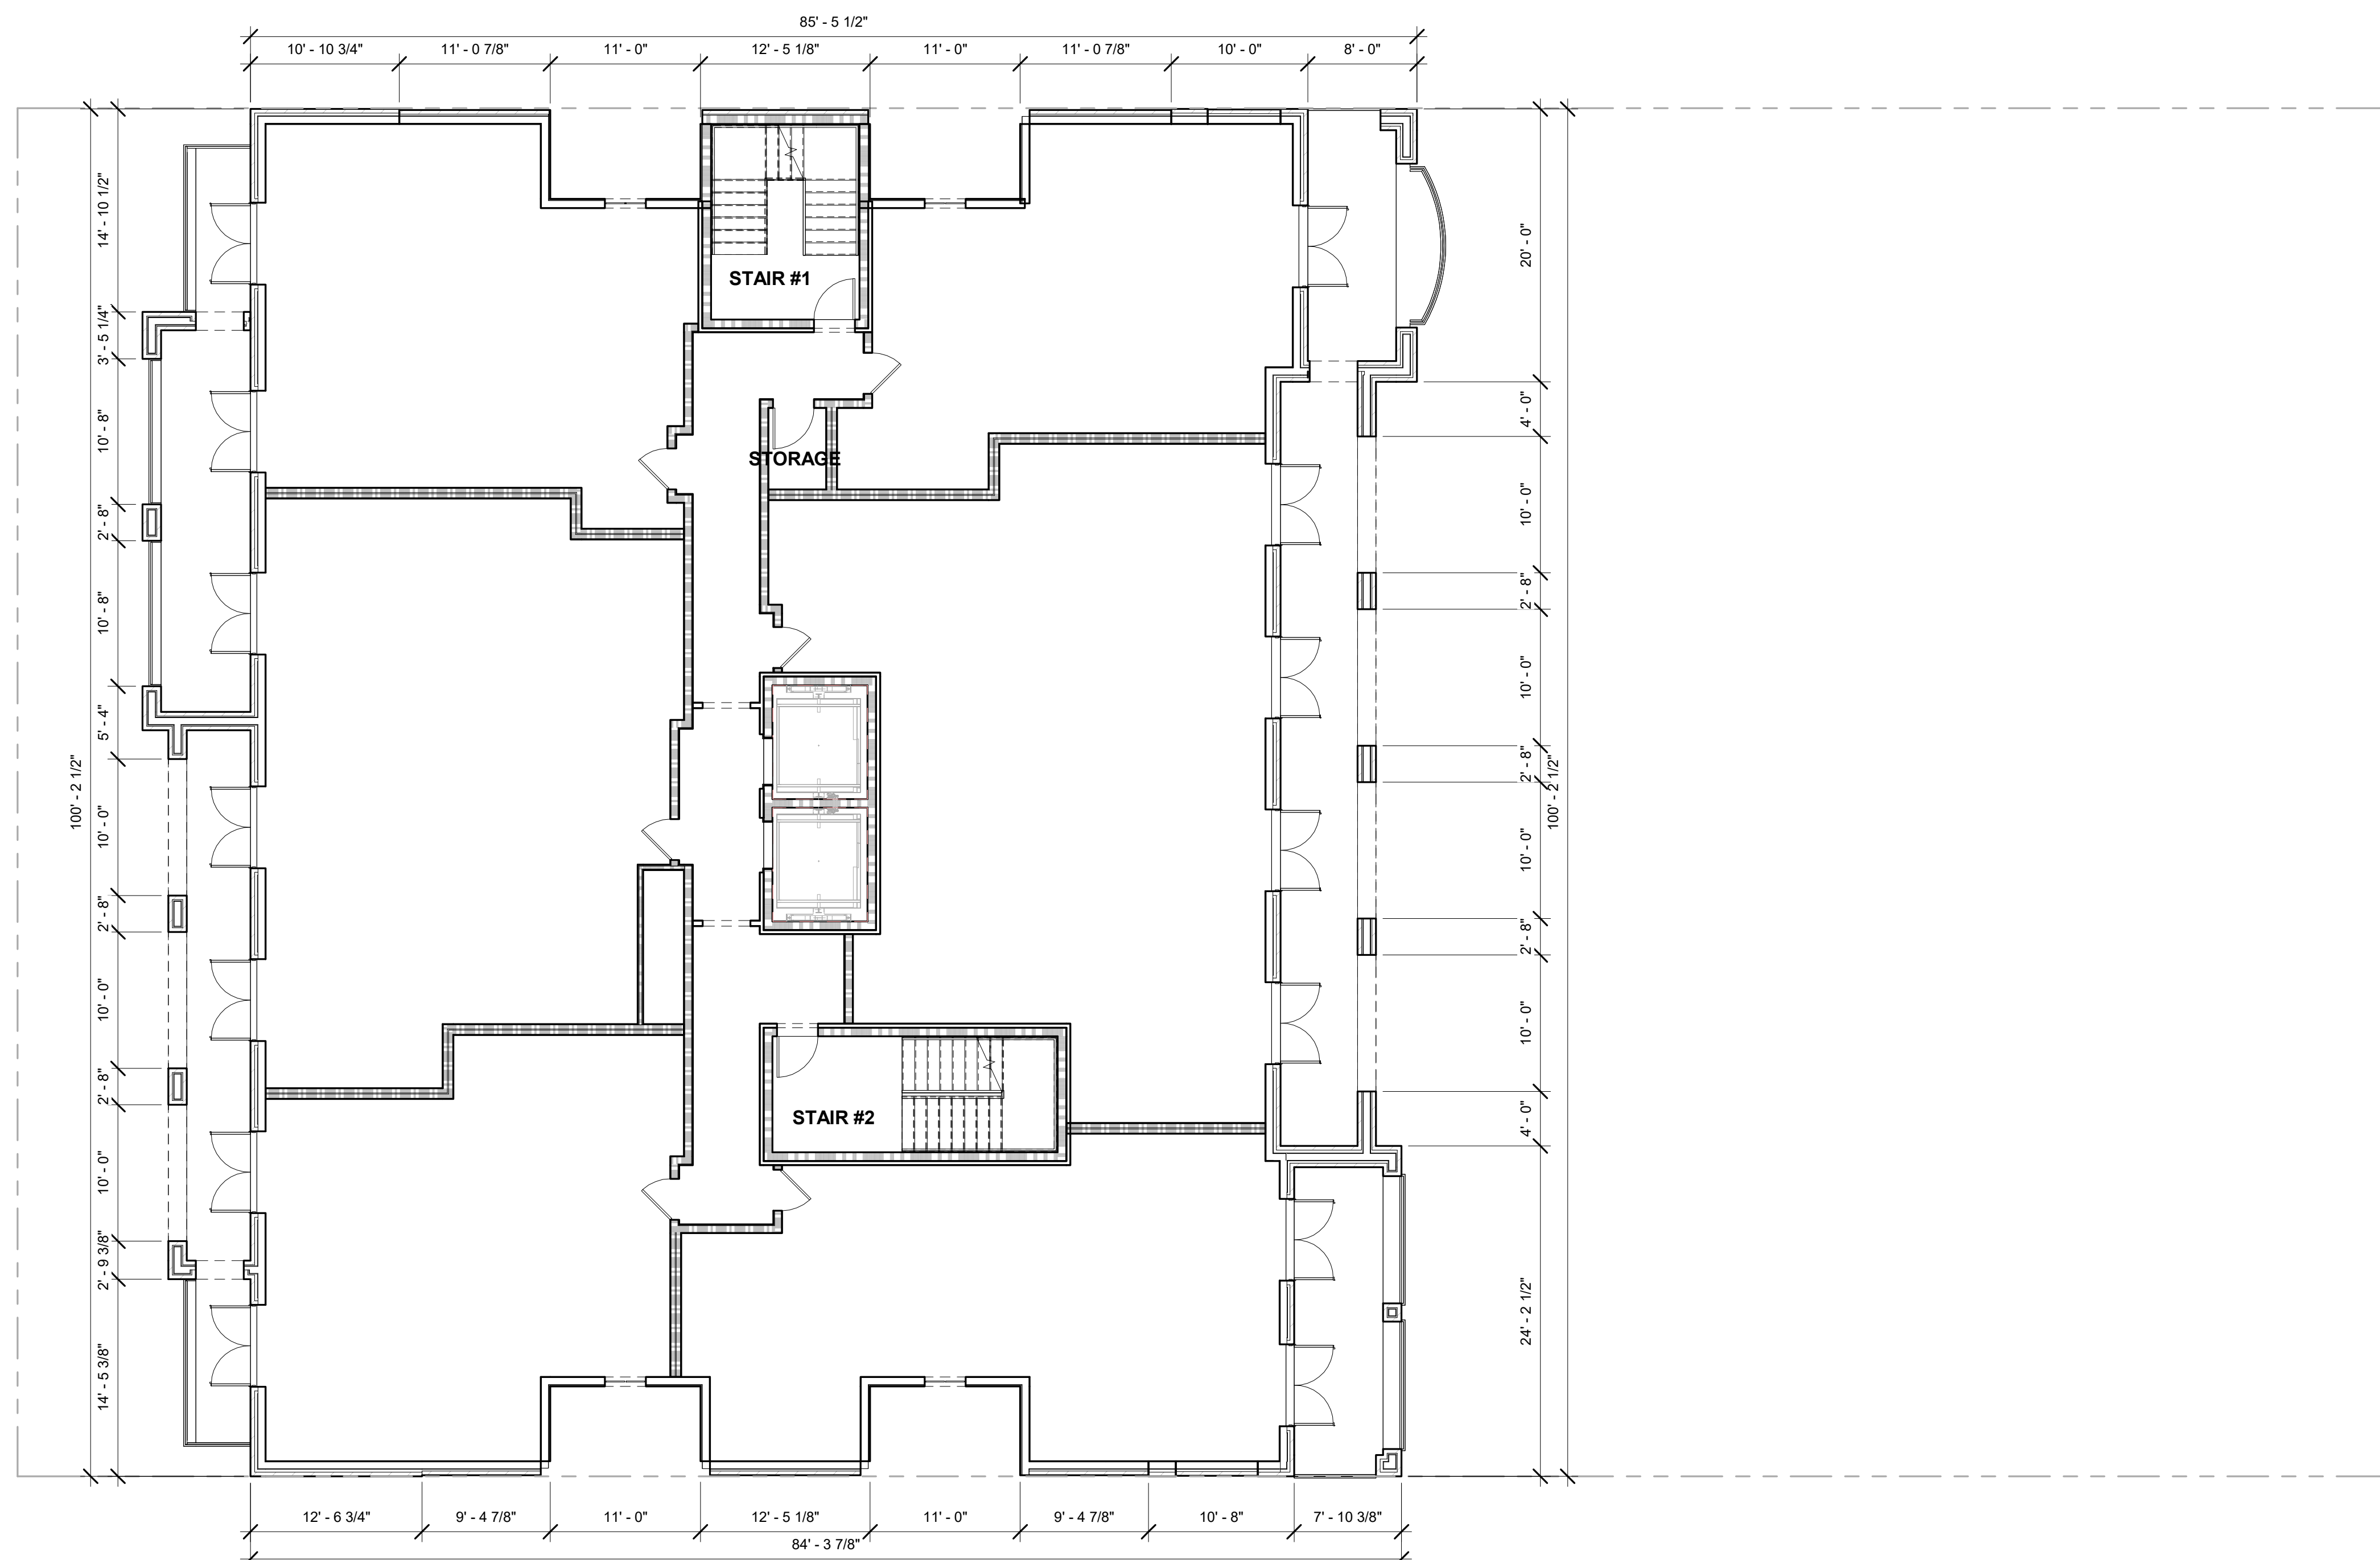 85' - 5 1/2"
10' - 10 3/4"
11' - 0 7/8"
11' - 0"
12' - 5 1/8"
11' - 0"
11' - 0 7/8"
10' - 0"
8' - 0"
14' - 10 1/2"
3' - 5 1/4"
10' - 8"
2' - 8"
10' - 8"
5' - 4"
100' - 2 1/2"
10' - 0"
2' - 8"
10' - 0"
2' - 8"
10' - 0"
2' - 9 3/8"
14' - 5 3/8"
STAIR #1
STORAGE
STAIR #2
20' - 0"
4' - 0"
10' - 0"
2' - 8"
10' - 0"
2' - 8"
100' - 2 1/2"
10' - 0"
2' - 8"
10' - 0"
4' - 0"
24' - 2 1/2"
12' - 6 3/4"
9' - 4 7/8"
11' - 0"
12' - 5 1/8"
11' - 0"
9' - 4 7/8"
10' - 8"
7' - 10 3/8"
84' - 3 7/8"